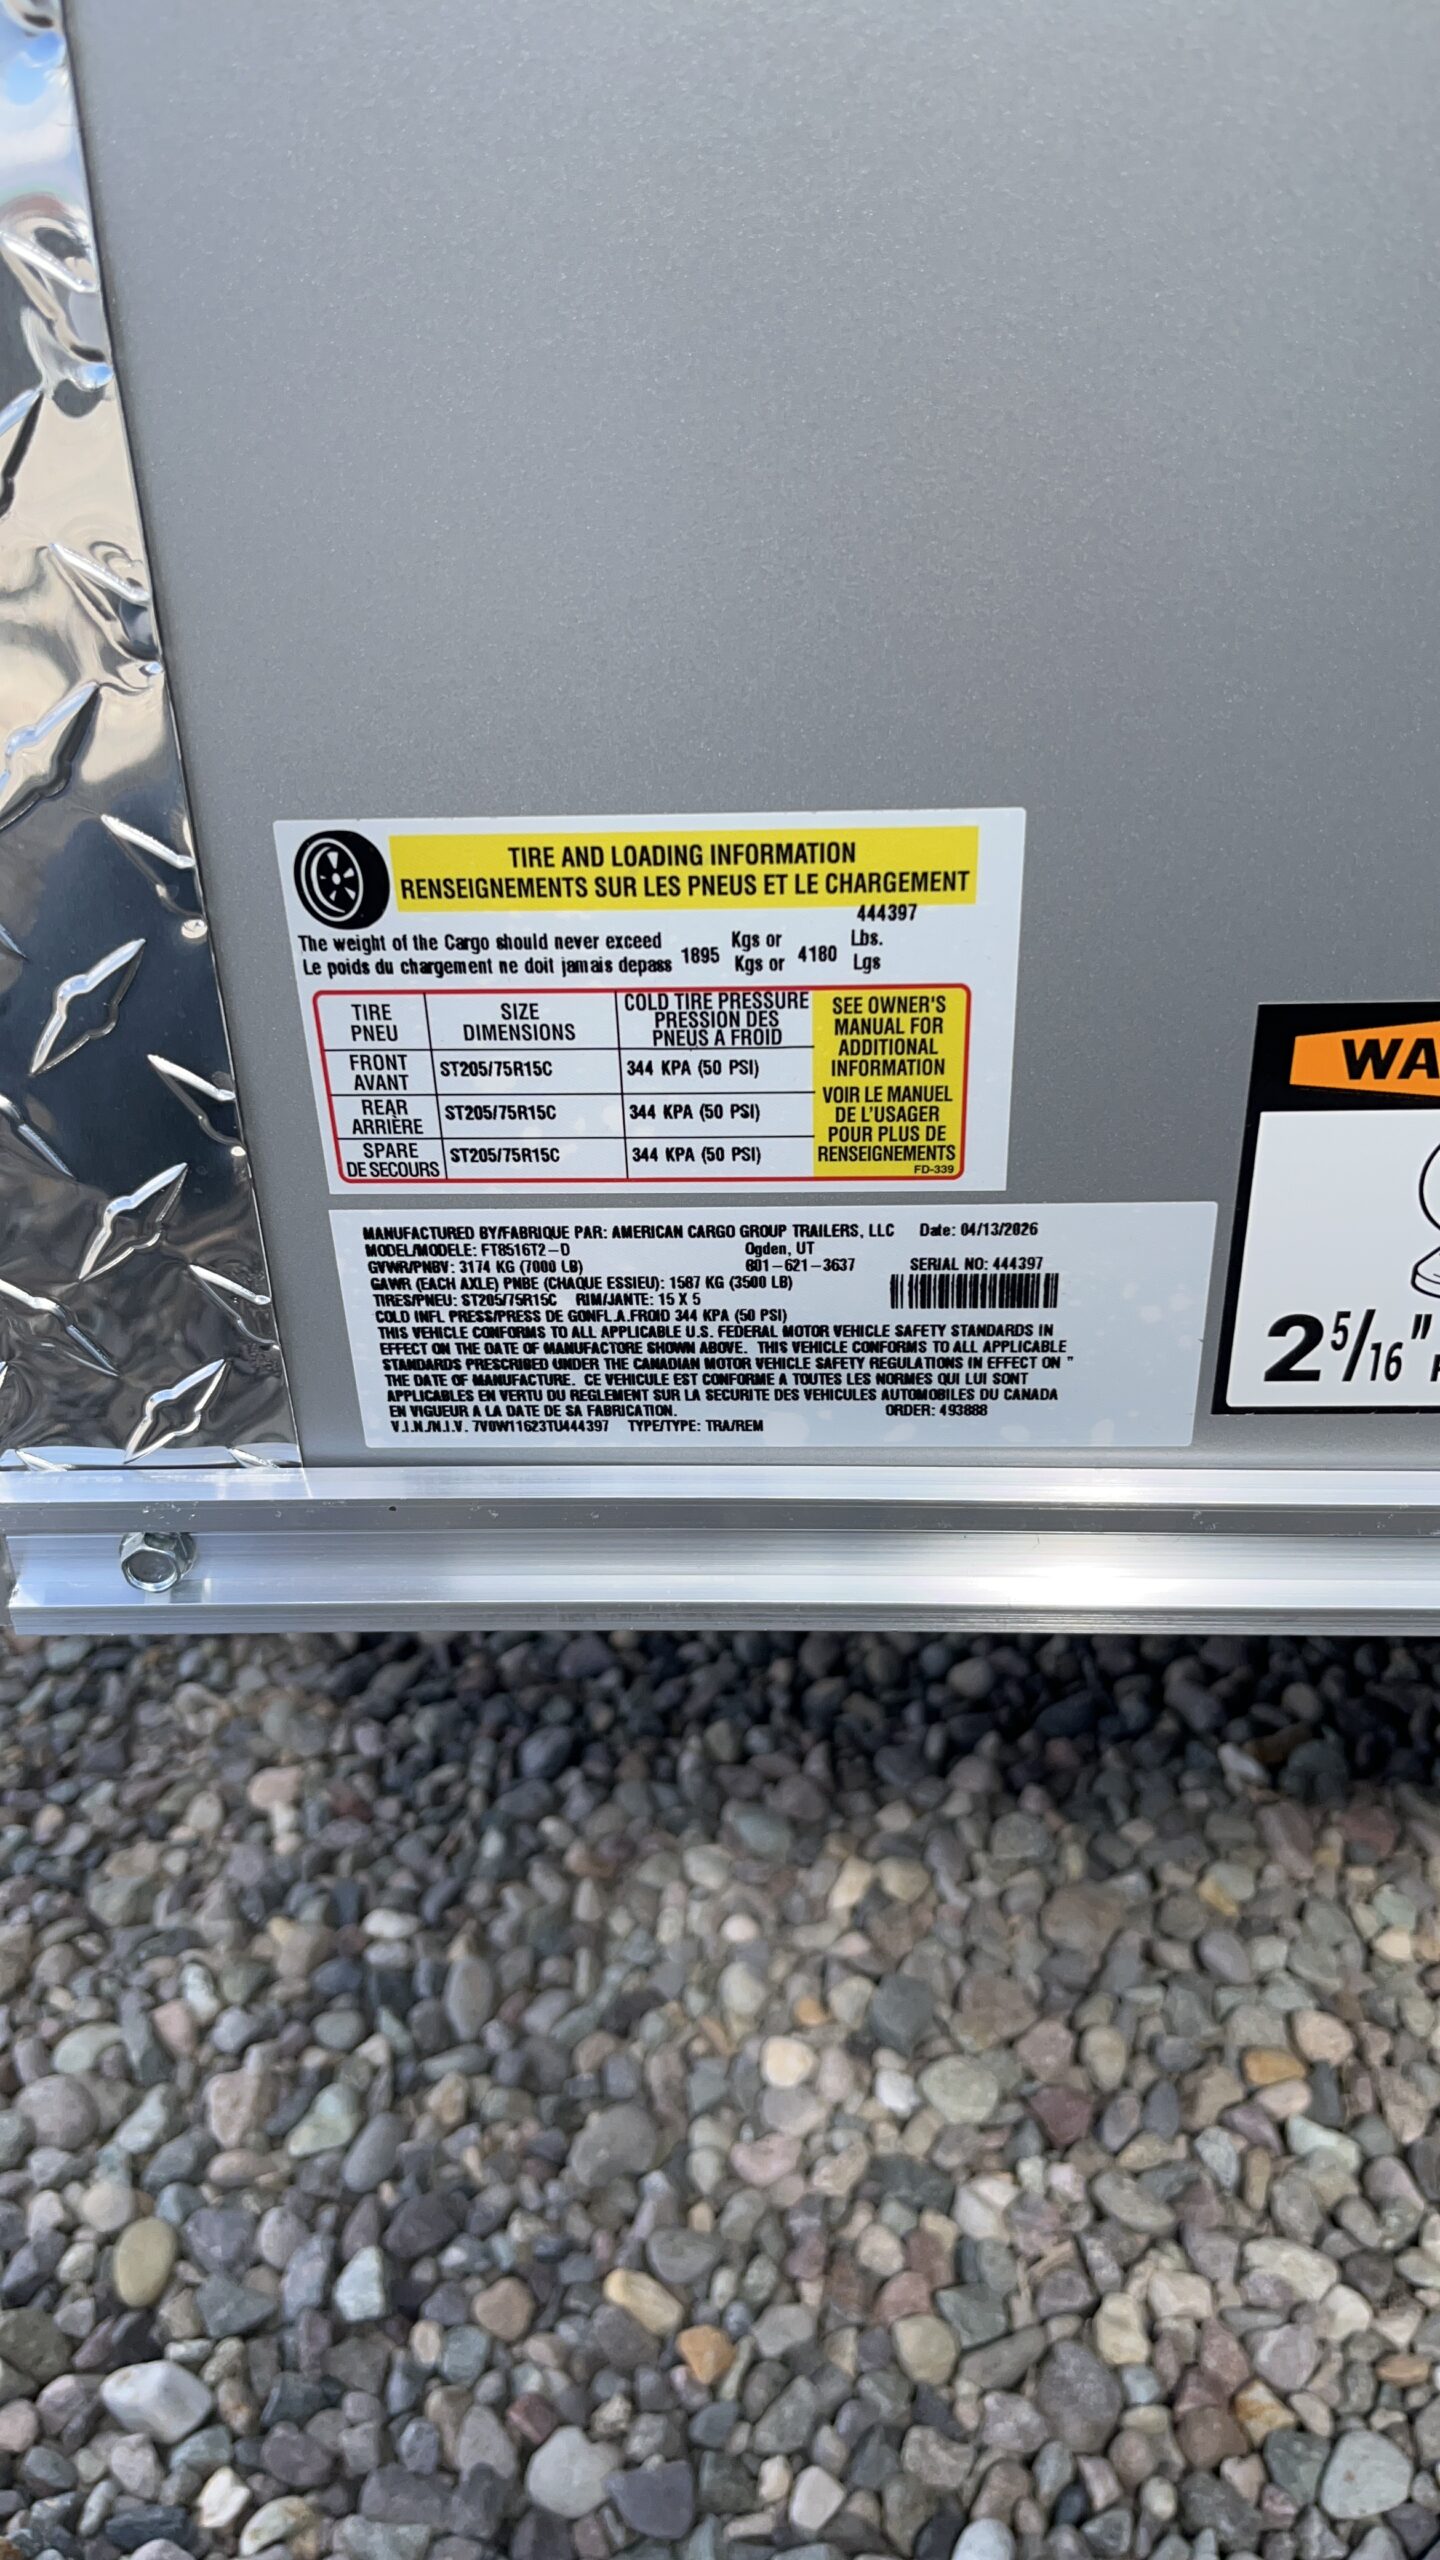 TIRE AND LOADING INFORMATION
RENSEIGNEMENTS SUR LES PNEUS ET LE CHARGEMENT
444397
The weight of the Cargo should never exceed 1895 Kgs or 4180 Lbs.
Le poids du chargement ne doit jamais depass Kgs or Lgs
TIRE PNEU SIZE DIMENSIONS COLD TIRE PRESSURE PRESSION DES PNEUS A FROID
FRONT AVANT ST205/75R15C 344 KPA (50 PSI)
REAR ARRIÈRE ST205/75R15C 344 KPA (50 PSI)
SPARE DE SECOURS ST205/75R15C 344 KPA (50 PSI)
SEE OWNER'S
MANUAL FOR
ADDITIONAL
INFORMATION
VOIR LE MANUEL
DE L'USAGER
POUR PLUS DE
RENSEIGNEMENTS
FD-339
MANUFACTURED BY/FABRIQUE PAR: AMERICAN CARGO GROUP TRAILERS, LLC Date: 04/13/2026
MODEL/MODELE: FT8516T2-D Ogden, UT
GVWR/PNBV: 3174 KG (7000 LB) 801-621-3637 SERIAL NO: 444397
GAWR (EACH AXLE) PNBE (CHAQUE ESSIEU): 1587 KG (3500 LB)
TIRES/PNEU: ST205/75R15C RIM/JANTE: 15 X 5
COLD INFL PRESS/PRESS DE GONFL.A.FROID 344 KPA (50 PSI)
THIS VEHICLE CONFORMS TO ALL APPLICABLE U.S. FEDERAL MOTOR VEHICLE SAFETY STANDARDS IN
EFFECT ON THE DATE OF MANUFACTORE SHOWN ABOVE. THIS VEHICLE CONFORMS TO ALL APPLICABLE
STANDARDS PRESCRIBED UNDER THE CANADIAN MOTOR VEHICLE SAFETY REGULATIONS IN EFFECT ON "
THE DATE OF MANUFACTURE. CE VEHICULE EST CONFORME A TOUTES LES NORMES QUI LUI SONT
APPLICABLES EN VERTU DU REGLEMENT SUR LA SECURITE DES VEHICULES AUTOMOBILES DU CANADA
EN VIGUEUR A LA DATE DE SA FABRICATION. ORDER: 493888
V.I.N./N.I.V. 7V0W11623TU444397 TYPE/TYPE: TRA/REM
WA
2 5/16"